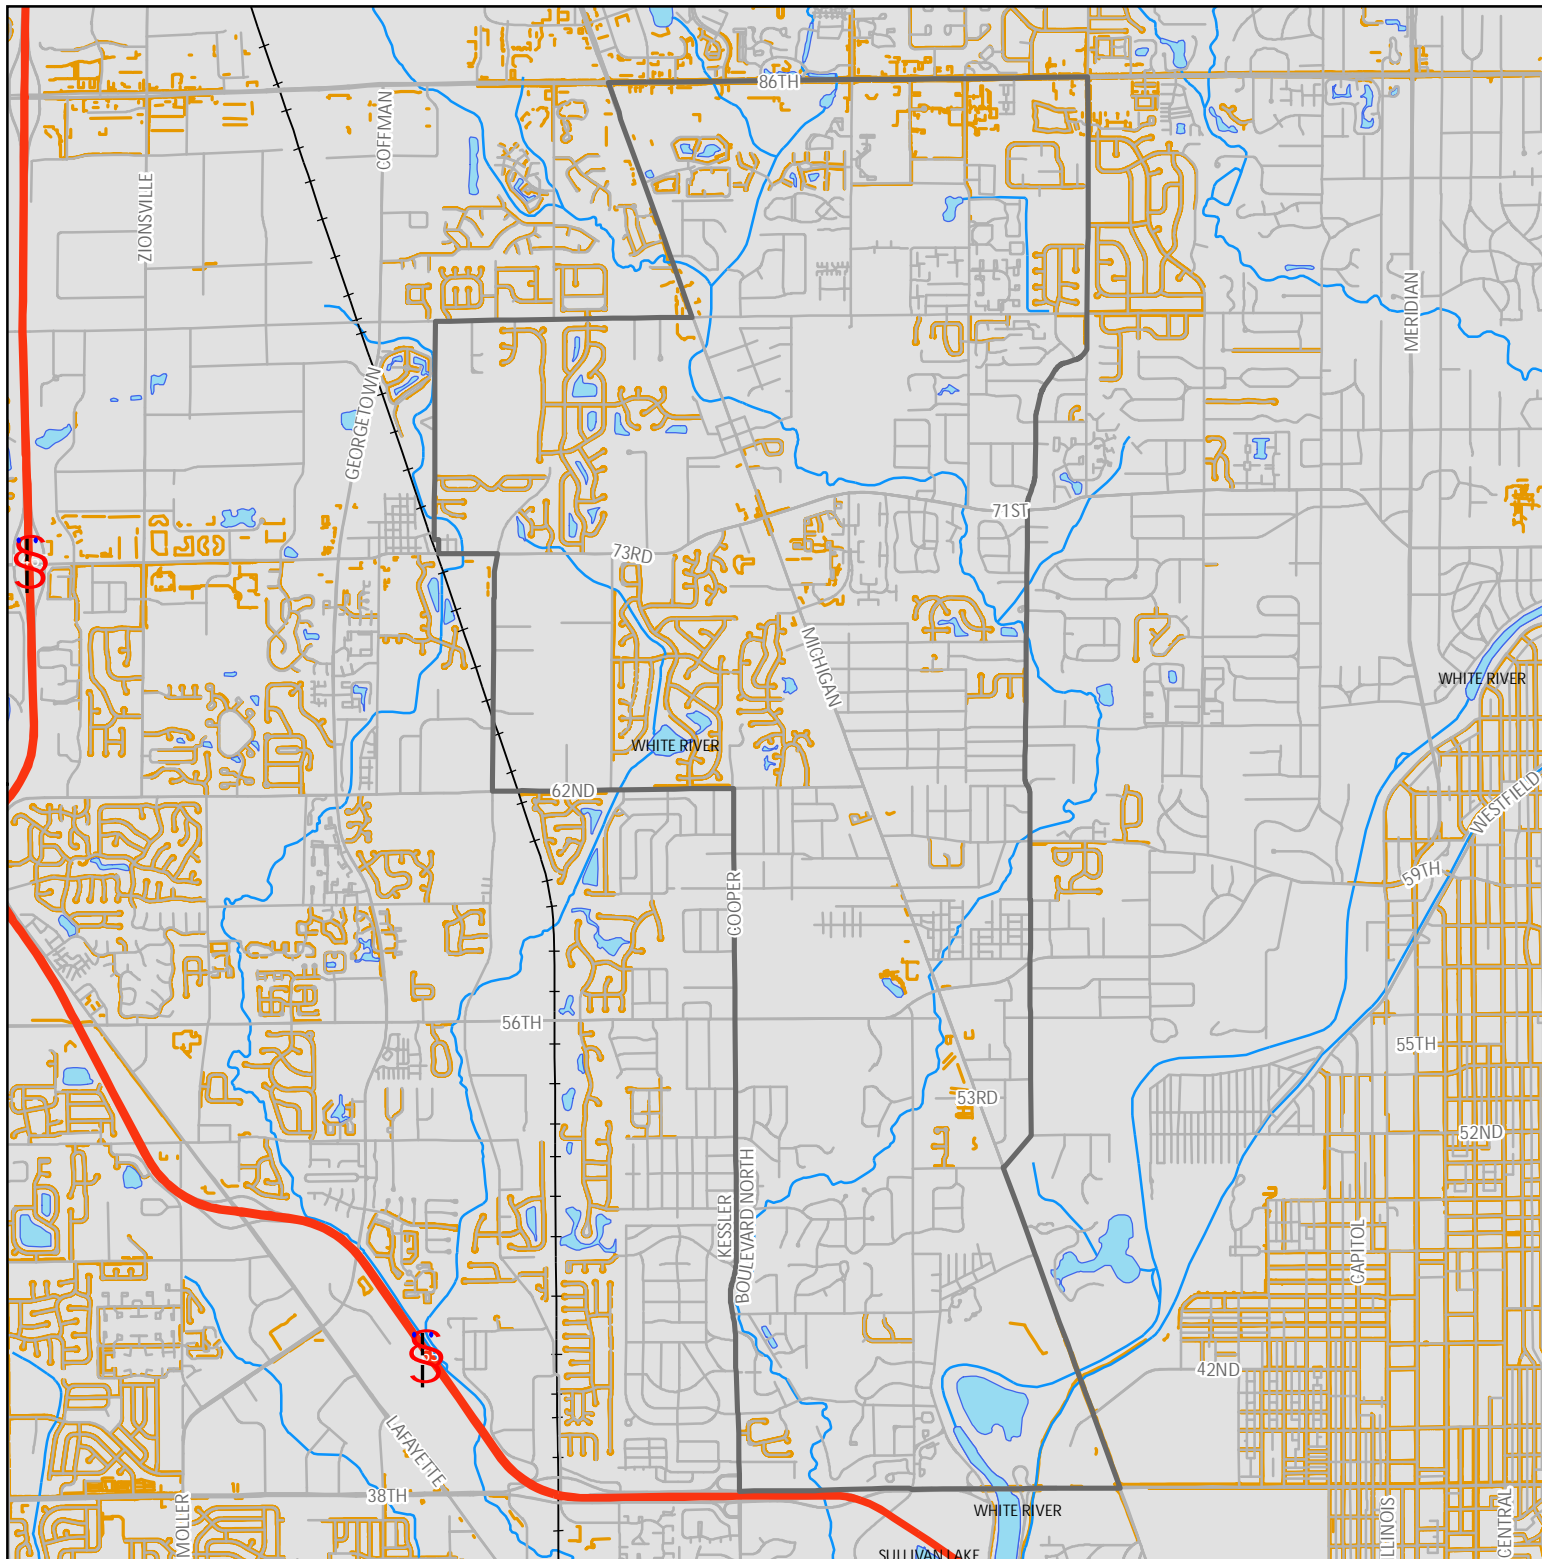 86TH
COFFMAN
ZIONSVILLE
MERIDIAN
GEORGETOWN
71ST
73RD
MICHIGAN
WHITE RIVER
WHITE RIVER
62ND
WESTFIELD
59TH
COOPER
56TH
55TH
53RD
52ND
KESSLER
BOULEVARD NORTH
CAPITOL
42ND
LAFAYETTE
38TH
MOLLER
WHITE RIVER
ILLINOIS
CENTRAL
SULLIVAN LAKE